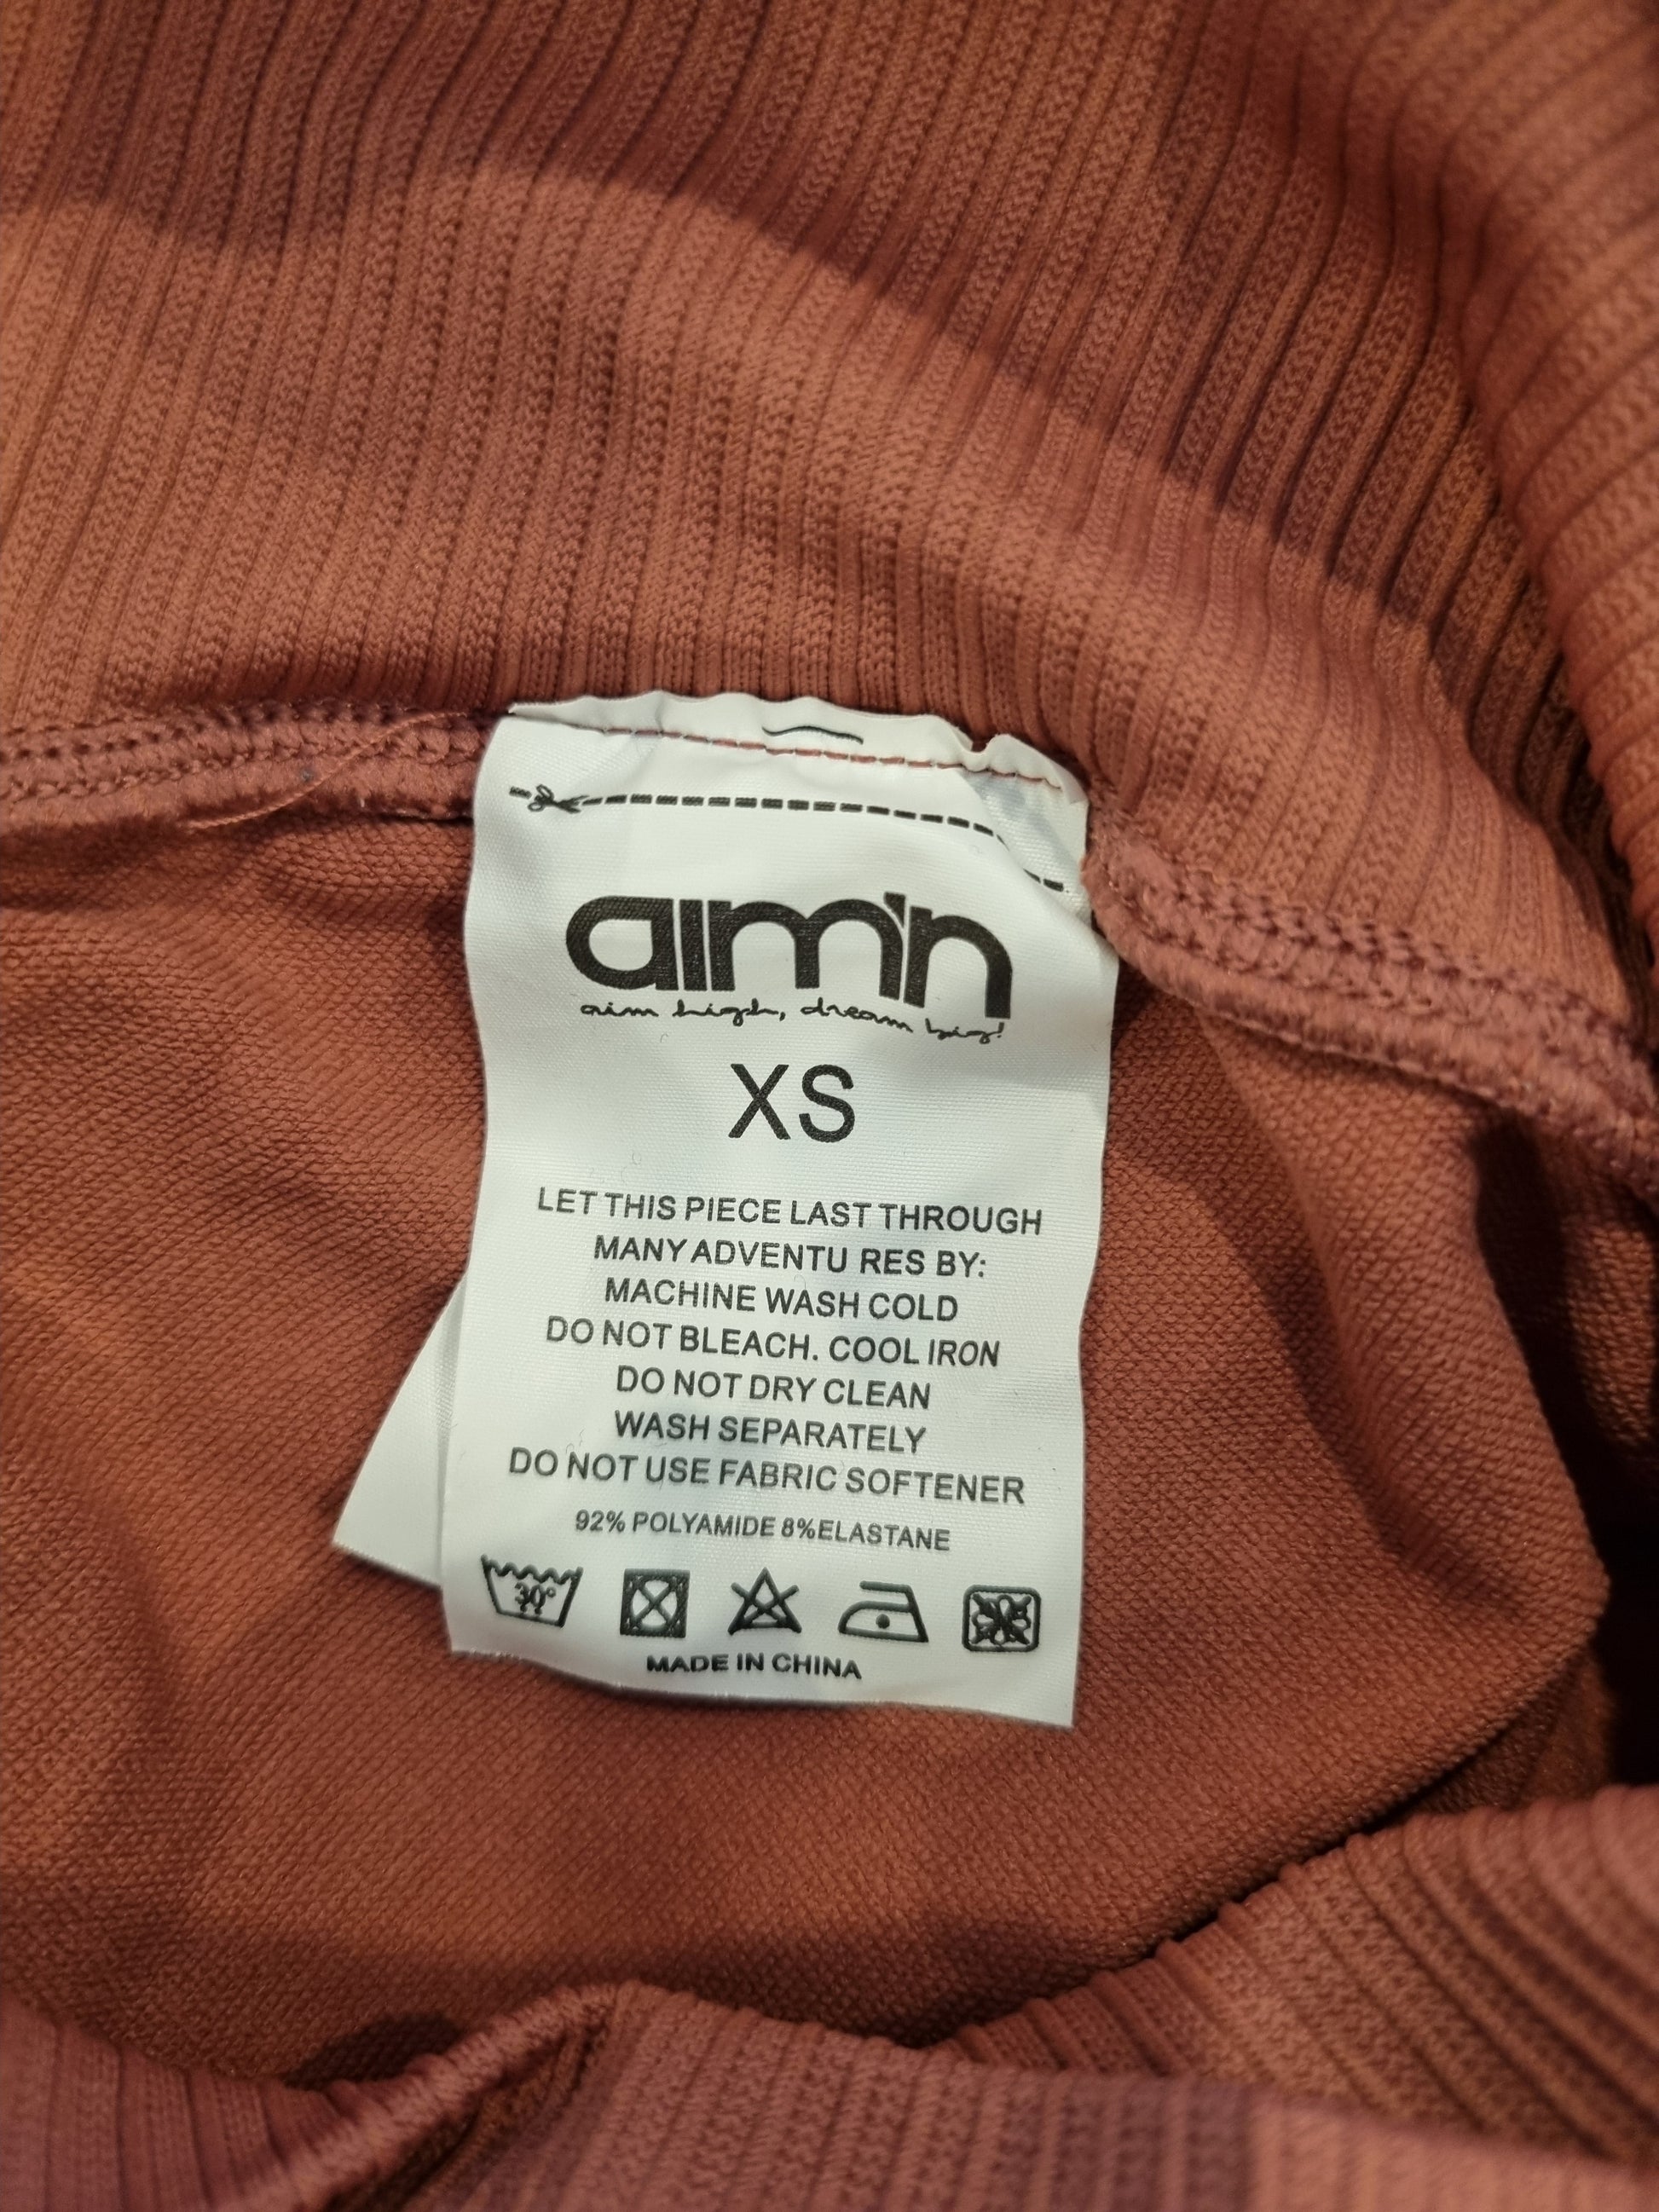 aim'n
aim high, dream big!
XS
LET THIS PIECE LAST THROUGH
MANY ADVENTU RES BY:
MACHINE WASH COLD
DO NOT BLEACH. COOL IRON
DO NOT DRY CLEAN
WASH SEPARATELY
DO NOT USE FABRIC SOFTENER
92% POLYAMIDE 8%ELASTANE
30°
MADE IN CHINA